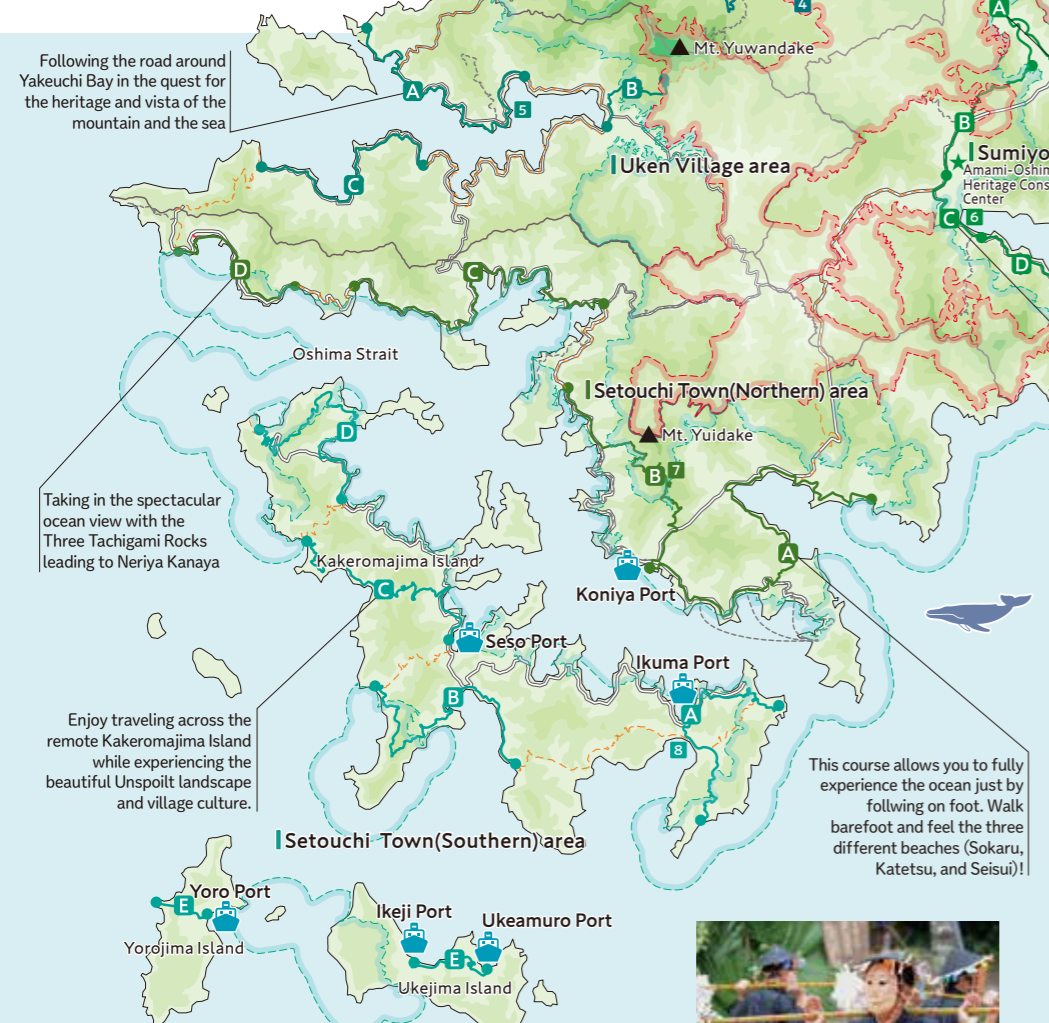 4
A
Mt. Yuwandake
Following the road around
Yakeuchi Bay in the quest for
the heritage and vista of the
mountain and the sea
A
B
5
B
Uken Village area
Sumiyo
Amami-Oshim
Heritage Cons
Center
C
C
6
D
D
C
Oshima Strait
Setouchi Town(Northern) area
D
Mt. Yuidake
B
7
Taking in the spectacular
ocean view with the
Three Tachigami Rocks
leading to Neriya Kanaya
A
Kakeromajima Island
C
Koniya Port
Seso Port
Ikuma Port
B
A
8
Enjoy traveling across the
remote Kakeromajima Island
while experiencing the
beautiful Unspoilt landscape
and village culture.
This course allows you to fully
experience the ocean just by
follwing on foot. Walk
barefoot and feel the three
different beaches (Sokaru,
Katetsu, and Seisui)!
Setouchi Town(Southern) area
Yoro Port
E
Yorojima Island
Ikeji Port
Ukeamuro Port
E
Ukejima Island